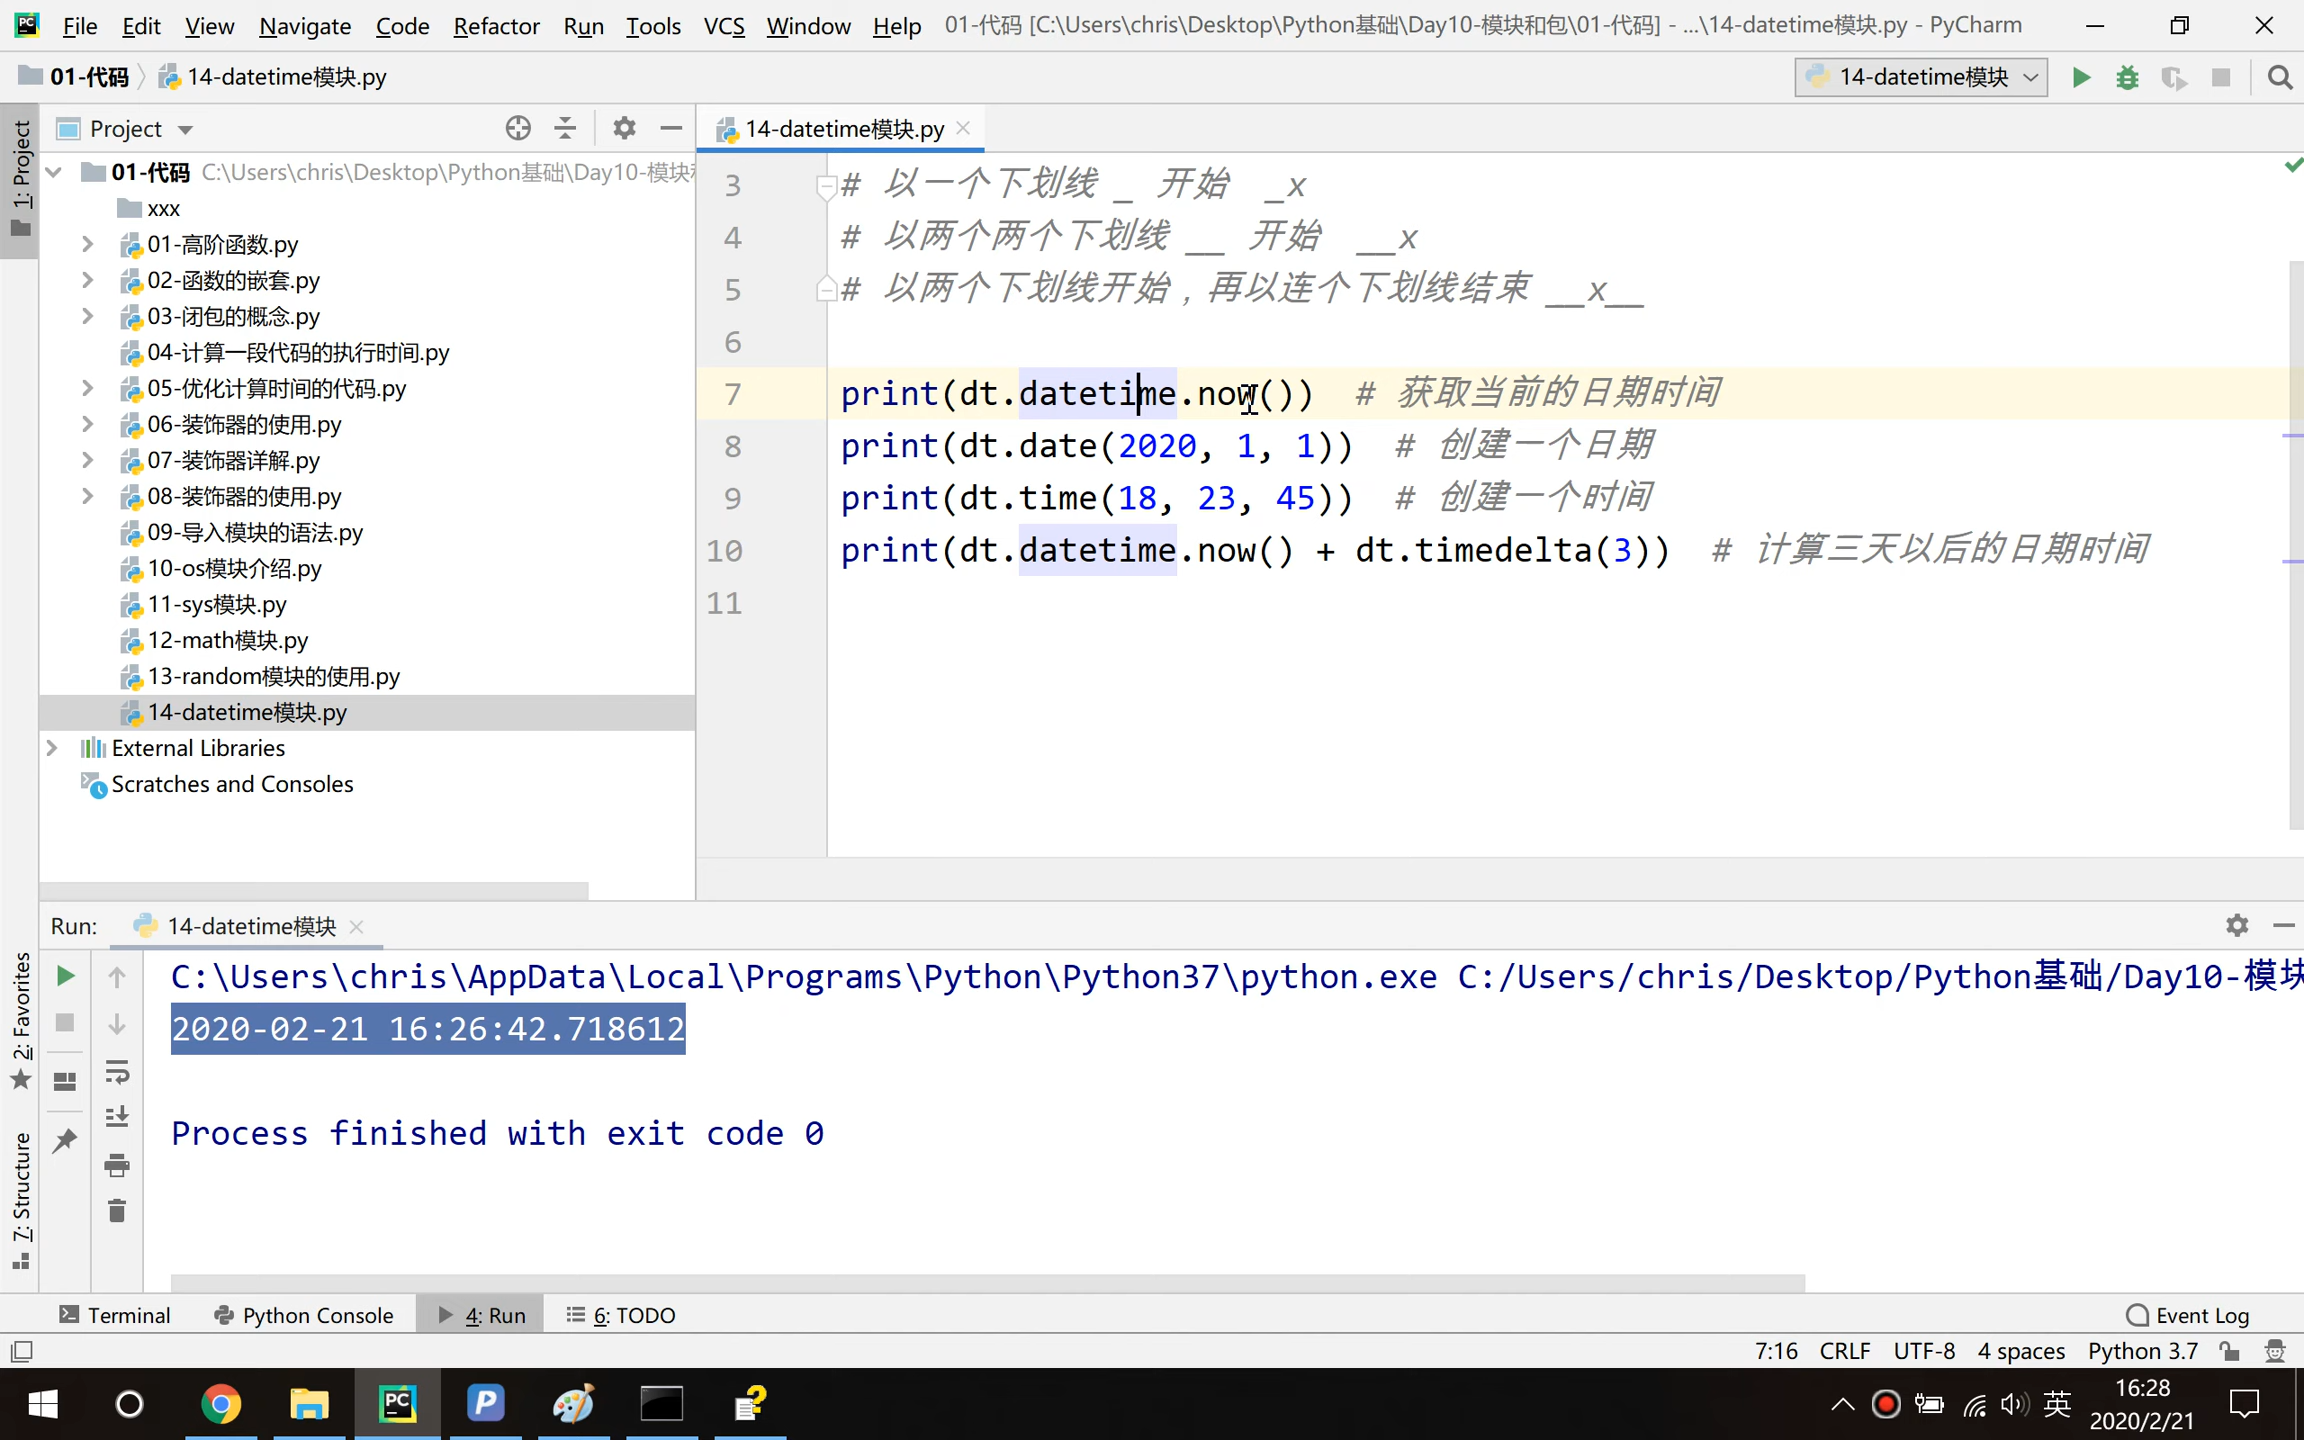 File Edit View Navigate Code Refactor Run Tools VCS Window Help 01-代码 [C:\Users\chris\Desktop\Python基础\Day10-模块和包\01-代码] - ...\14-datetime模块.py - PyCharm
01-代码 14-datetime模块.py 14-datetime模块
1: Project
Project
14-datetime模块.py
01-代码 C:\Users\chris\Desktop\Python基础\Day10-模块和
xxx
01-高阶函数.py
02-函数的嵌套.py
03-闭包的概念.py
04-计算一段代码的执行时间.py
05-优化计算时间的代码.py
06-装饰器的使用.py
07-装饰器详解.py
08-装饰器的使用.py
09-导入模块的语法.py
10-os模块介绍.py
11-sys模块.py
12-math模块.py
13-random模块的使用.py
14-datetime模块.py
External Libraries
Scratches and Consoles
3 # 以一个下划线 _ 开始 _x
4 # 以两个两个下划线 __ 开始 __x
5 # 以两个下划线开始，再以连个下划线结束 __x__
6
7 print(dt.datetime.now()) # 获取当前的日期时间
8 print(dt.date(2020, 1, 1)) # 创建一个日期
9 print(dt.time(18, 23, 45)) # 创建一个时间
10 print(dt.datetime.now() + dt.timedelta(3)) # 计算三天以后的日期时间
11
Run: 14-datetime模块
2: Favorites
7: Structure
C:\Users\chris\AppData\Local\Programs\Python\Python37\python.exe C:/Users/chris/Desktop/Python基础/Day10-模块
2020-02-21 16:26:42.718612
Process finished with exit code 0
Terminal Python Console 4: Run 6: TODO Event Log
7:16 CRLF UTF-8 4 spaces Python 3.7
英 16:28
2020/2/21